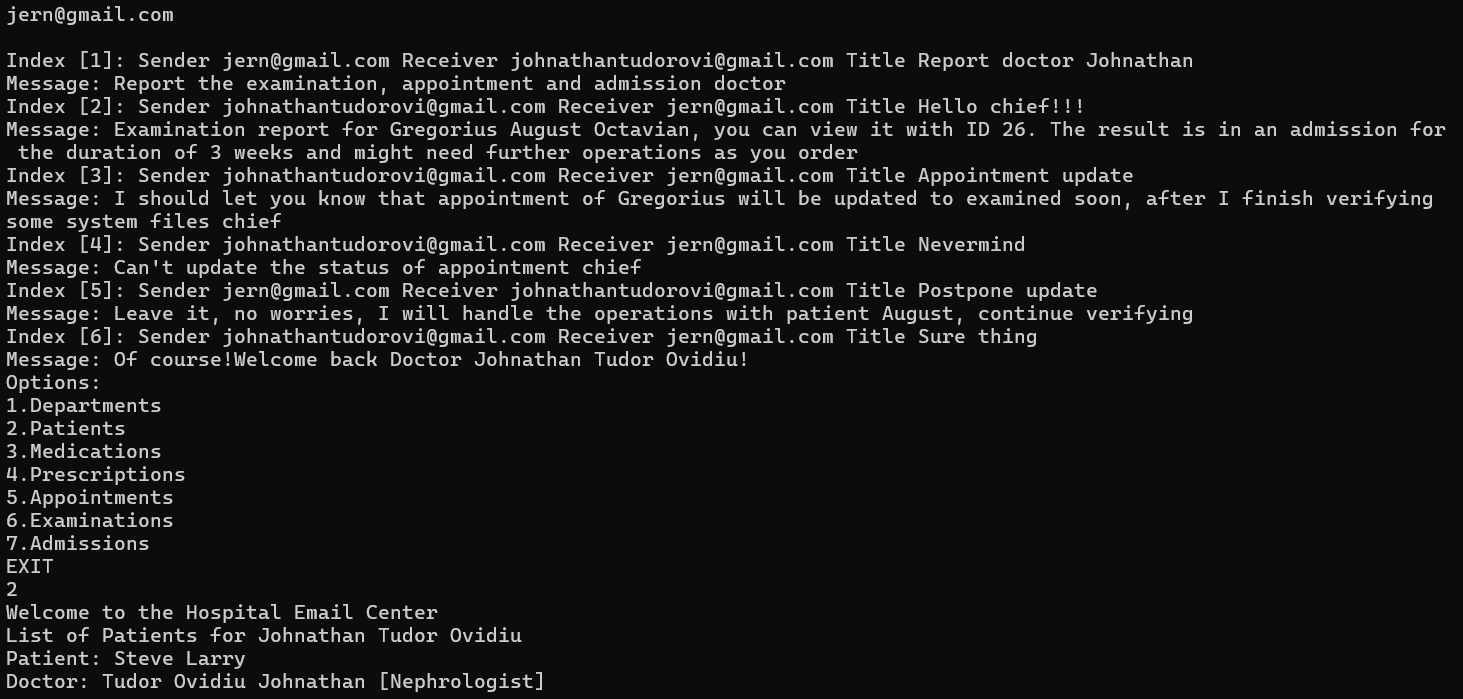 jern@gmail.com
Index [1]: Sender jern@gmail.com Receiver johnathantudorovi@gmail.com Title Report doctor Johnathan
Message: Report the examination, appointment and admission doctor
Index [2]: Sender johnathantudorovi@gmail.com Receiver jern@gmail.com Title Hello chief!!!
Message: Examination report for Gregorius August Octavian, you can view it with ID 26. The result is in an admission for
the duration of 3 weeks and might need further operations as you order
Index [3]: Sender johnathantudorovi@gmail.com Receiver jern@gmail.com Title Appointment update
Message: I should let you know that appointment of Gregorius will be updated to examined soon, after I finish verifying
some system files chief
Index [4]: Sender johnathantudorovi@gmail.com Receiver jern@gmail.com Title Nevermind
Message: Can't update the status of appointment chief
Index [5]: Sender jern@gmail.com Receiver johnathantudorovi@gmail.com Title Postpone update
Message: Leave it, no worries, I will handle the operations with patient August, continue verifying
Index [6]: Sender johnathantudorovi@gmail.com Receiver jern@gmail.com Title Sure thing
Message: Of course!Welcome back Doctor Johnathan Tudor Ovidiu!
Options:
1.Departments
2.Patients
3.Medications
4.Prescriptions
5.Appointments
6.Examinations
7.Admissions
EXIT
2
Welcome to the Hospital Email Center
List of Patients for Johnathan Tudor Ovidiu
Patient: Steve Larry
Doctor: Tudor Ovidiu Johnathan [Nephrologist]